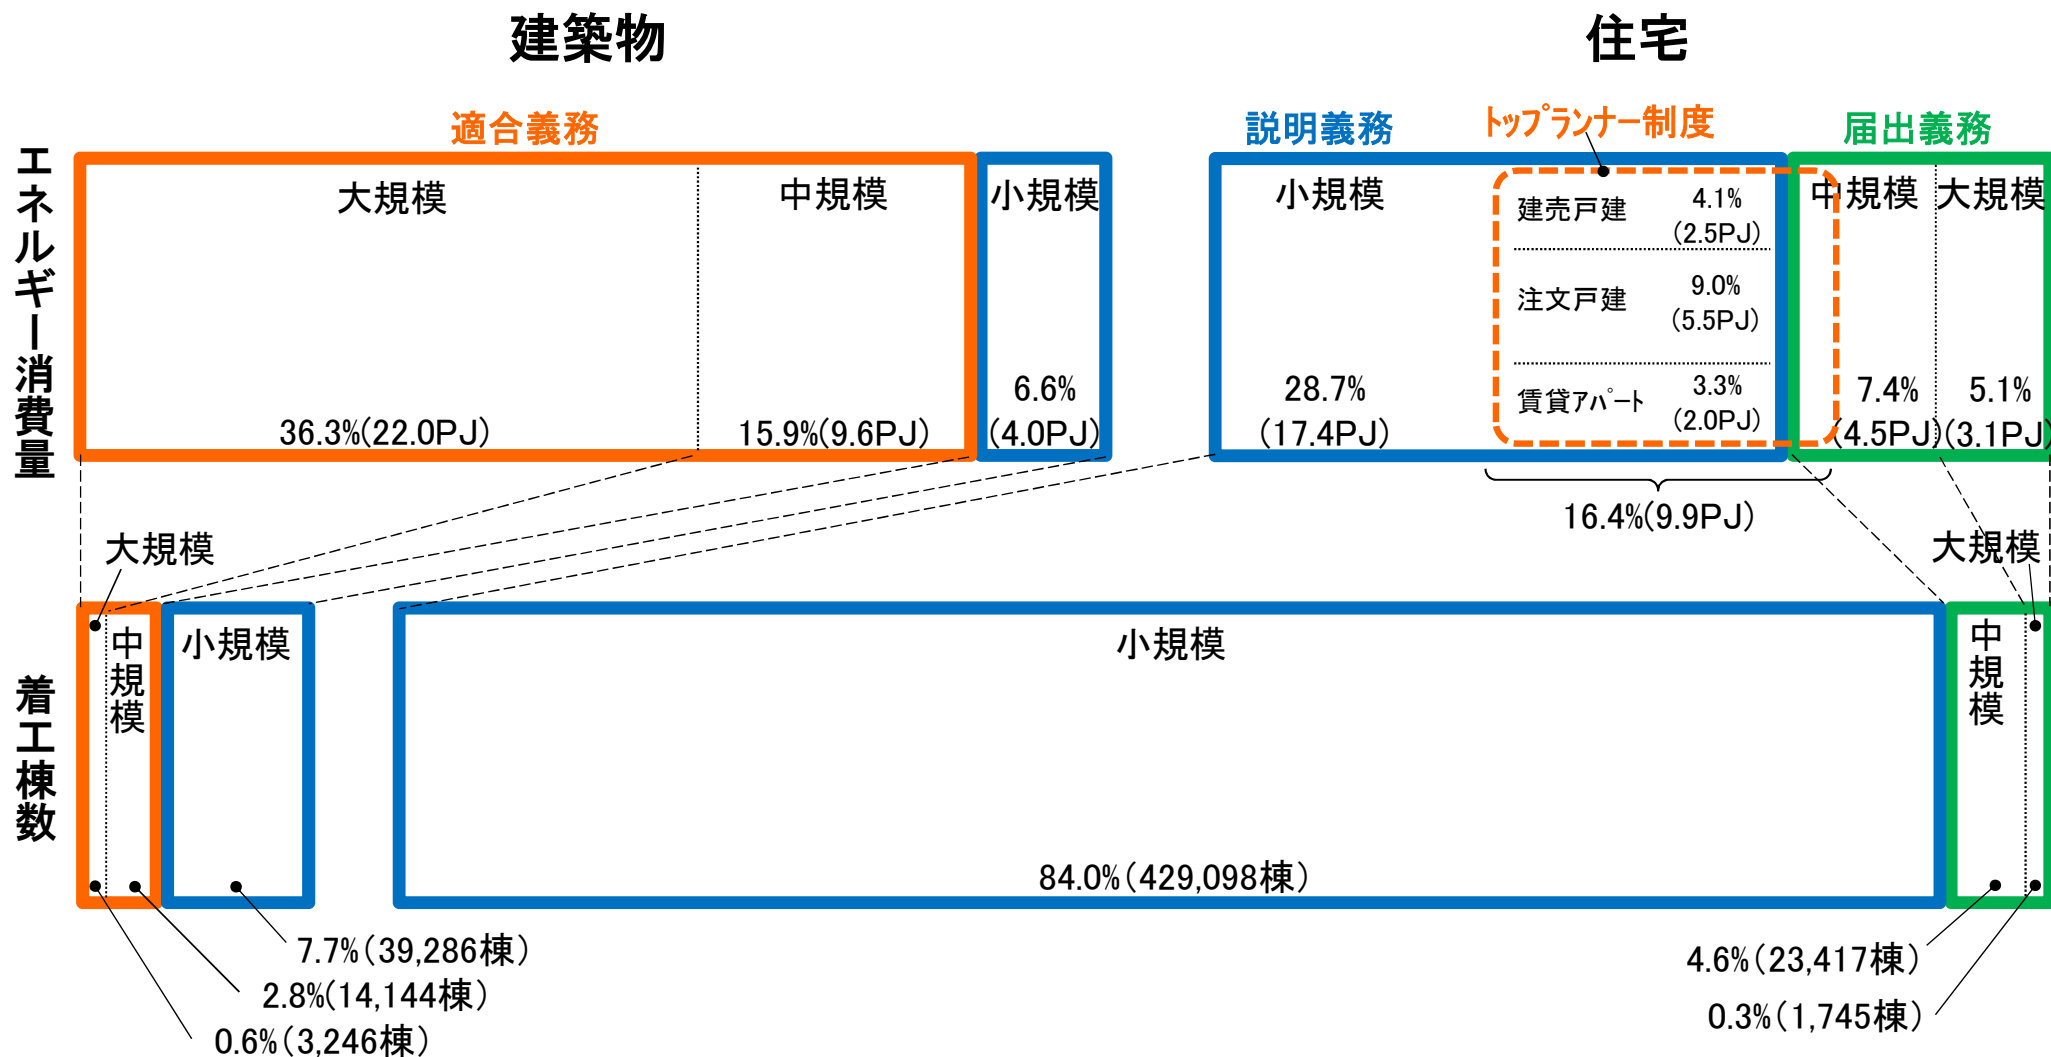 建築物
住宅
適合義務
説明義務
トップランナー制度
届出義務
エネルギー消費量
大規模
中規模
小規模
小規模
建売戸建
4.1%
(2.5PJ)
注文戸建
9.0%
(5.5PJ)
賃貸アパート
3.3%
(2.0PJ)
中規模
大規模
36.3%(22.0PJ)
15.9%(9.6PJ)
6.6%
(4.0PJ)
28.7%
(17.4PJ)
7.4%
(4.5PJ)
5.1%
(3.1PJ)
16.4%(9.9PJ)
着工棟数
大規模
中規模
小規模
小規模
中規模
大規模
84.0%(429,098棟)
7.7%(39,286棟)
2.8%(14,144棟)
0.6%(3,246棟)
4.6%(23,417棟)
0.3%(1,745棟)